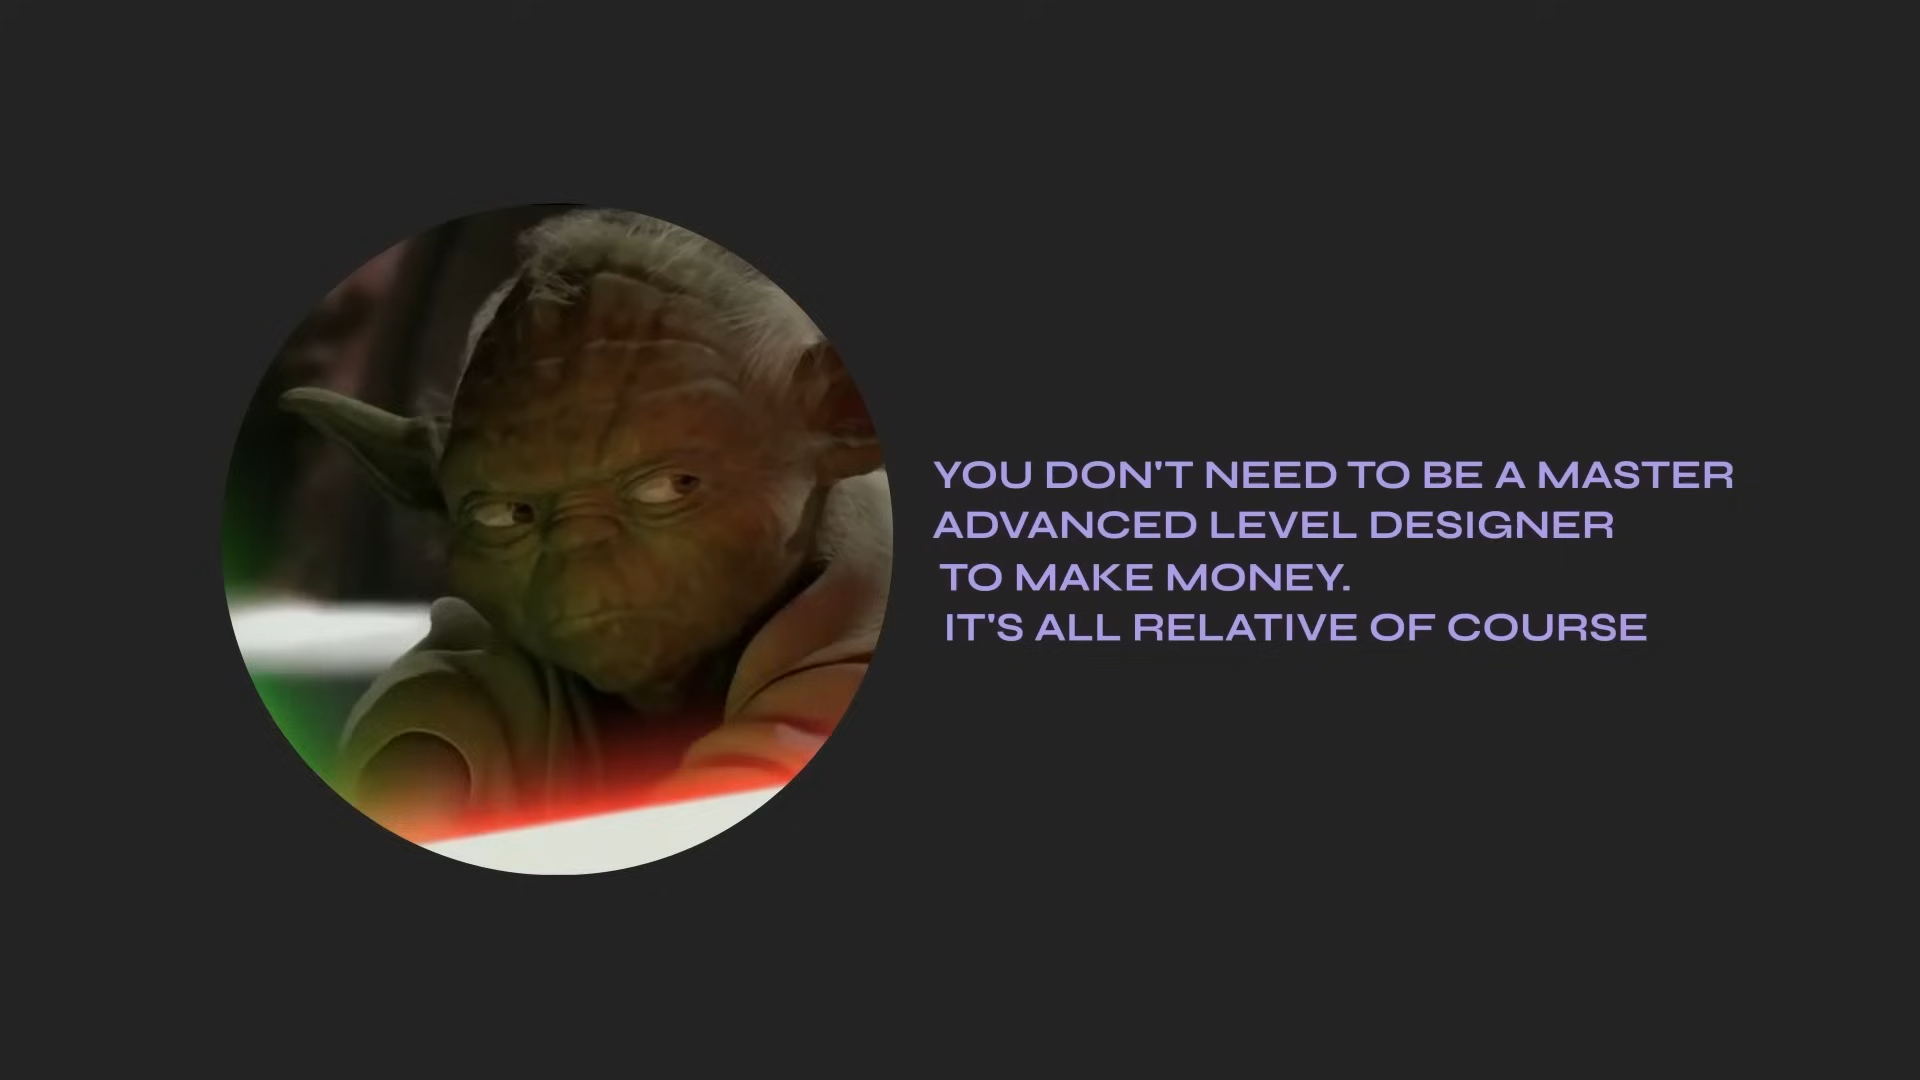 YOU DON'T NEED TO BE A MASTER
ADVANCED LEVEL DESIGNER
TO MAKE MONEY.
IT'S ALL RELATIVE OF COURSE